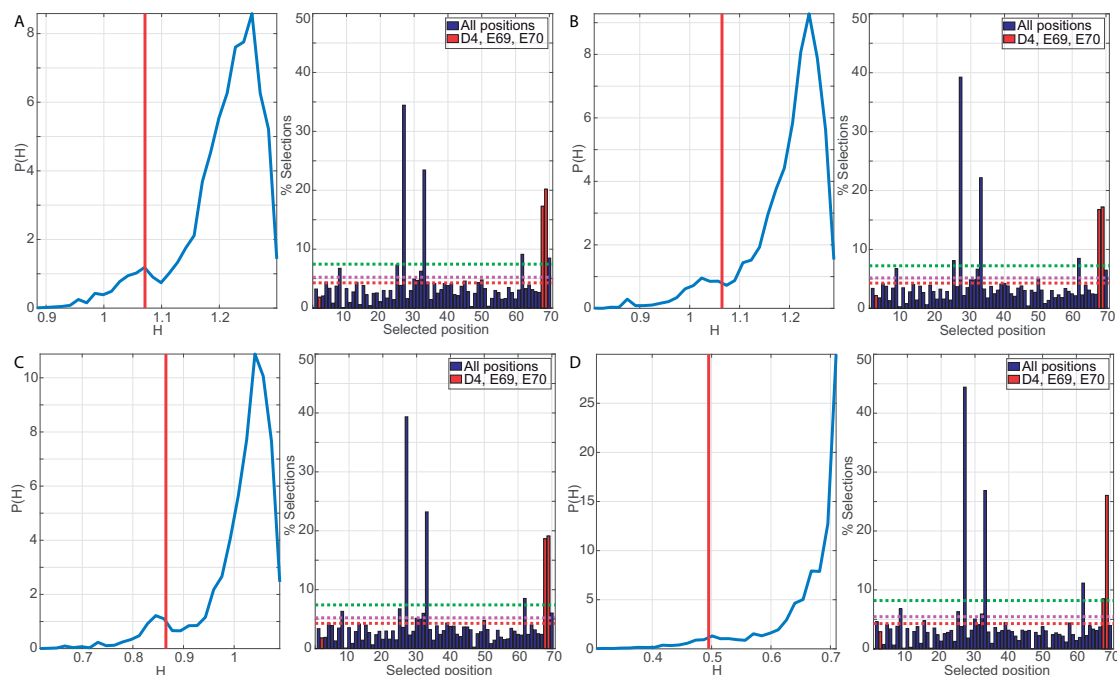 A
P(H)
8
6
4
2
0
0.9
1
1.1
1.2
H
% Selections
50
40
30
20
10
0
All positions
D4, E69, E70
10 20 30 40 50 60 70
Selected position
B
P(H)
8
6
4
2
0
0.9
1
1.1
1.2
H
% Selections
50
40
30
20
10
0
All positions
D4, E69, E70
10 20 30 40 50 60 70
Selected position
C
P(H)
10
8
6
4
2
0
0.7
0.8
0.9
1
H
% Selections
50
40
30
20
10
0
All positions
D4, E69, E70
10 20 30 40 50 60 70
Selected position
D
P(H)
25
20
15
10
5
0
0.4
0.5
0.6
0.7
H
% Selections
50
40
30
20
10
0
All positions
D4, E69, E70
10 20 30 40 50 60 70
Selected position